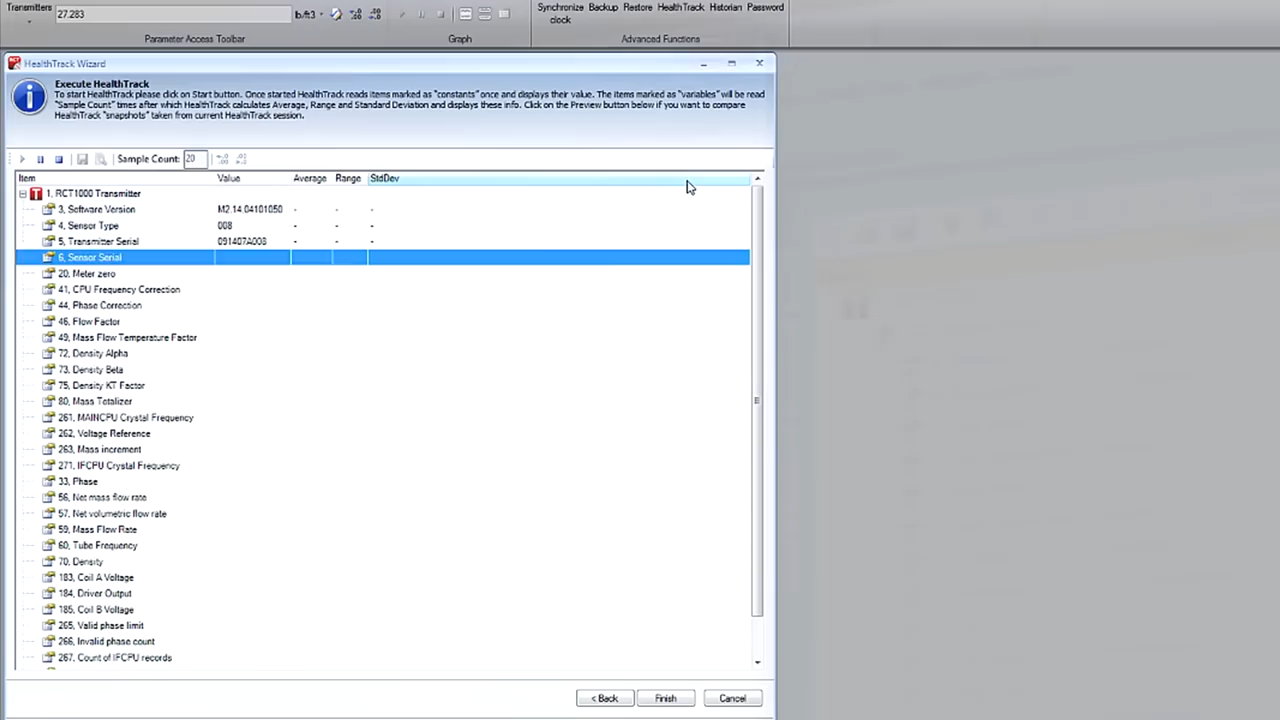 Transmitters
27.283
lb/ft3
Synchronize clock
Backup
Restore
HealthTrack
Historian
Password
Parameter Access Toolbar
Graph
Advanced Functions
HealthTrack Wizard
Execute HealthTrack
To start HealthTrack please click on Start button. Once started HealthTrack reads items marked as "constants" once and displays their value. The items marked as "variables" will be read
"Sample Count" times after which HealthTrack calculates Average, Range and Standard Deviation and displays these info. Click on the Preview button below if you want to compare
HealthTrack "snapshots" taken from current HealthTrack session.
Sample Count: 20
Item Value Average Range StdDev
1, RCT1000 Transmitter
3, Software Version M2.14.04101050 - - -
4, Sensor Type 008 - - -
5, Transmitter Serial 091407A008 - - -
6, Sensor Serial
20, Meter zero
41, CPU Frequency Correction
44, Phase Correction
46, Flow Factor
49, Mass Flow Temperature Factor
72, Density Alpha
73, Density Beta
75, Density KT Factor
80, Mass Totalizer
261, MAINCPU Crystal Frequency
262, Voltage Reference
263, Mass increment
271, IFCPU Crystal Frequency
33, Phase
56, Net mass flow rate
57, Net volumetric flow rate
59, Mass Flow Rate
60, Tube Frequency
70, Density
183, Coil A Voltage
184, Driver Output
185, Coil B Voltage
265, Valid phase limit
266, Invalid phase count
267, Count of IFCPU records
< Back
Finish
Cancel